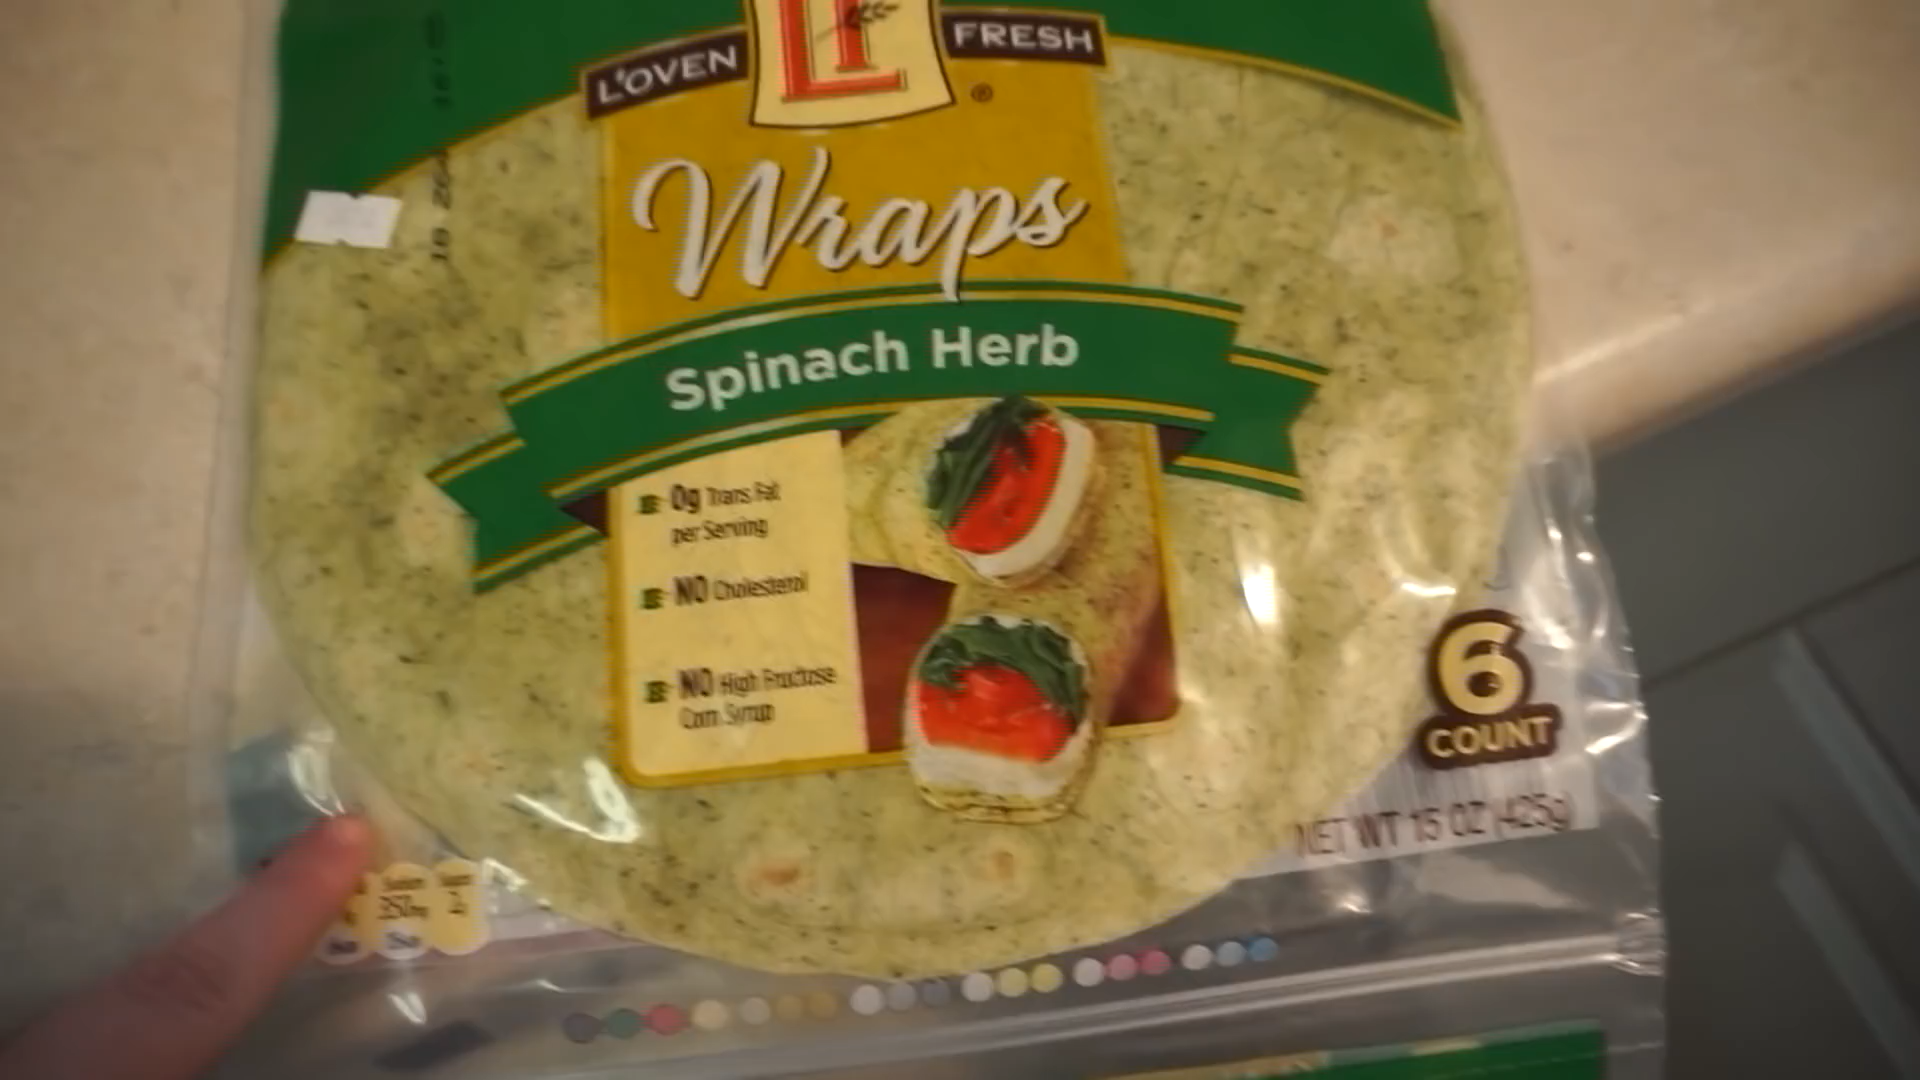 L'OVEN FRESH
LF
®
Wraps
Spinach Herb
0g Trans Fat
per Serving
NO Cholesterol
NO High Fructose
Corn Syrup
6
COUNT
NET WT 15 OZ (425g)
350mg